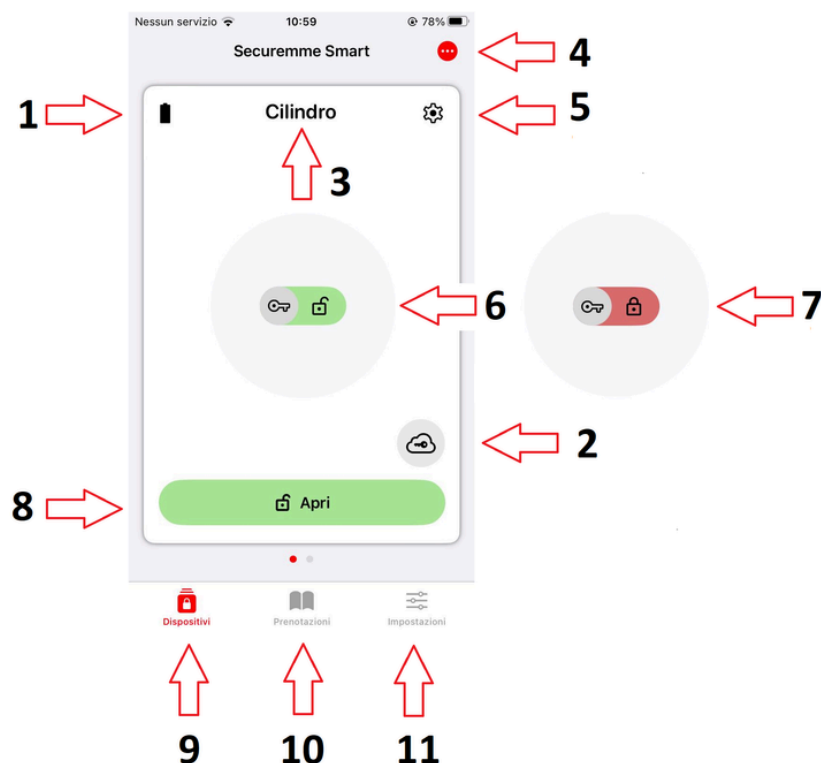 Nessun servizio 10:59 78%
Securemme Smart
4
1
Cilindro
5
3
6
7
2
8
Apri
Dispositivi Prenotazioni Impostazioni
9 10 11